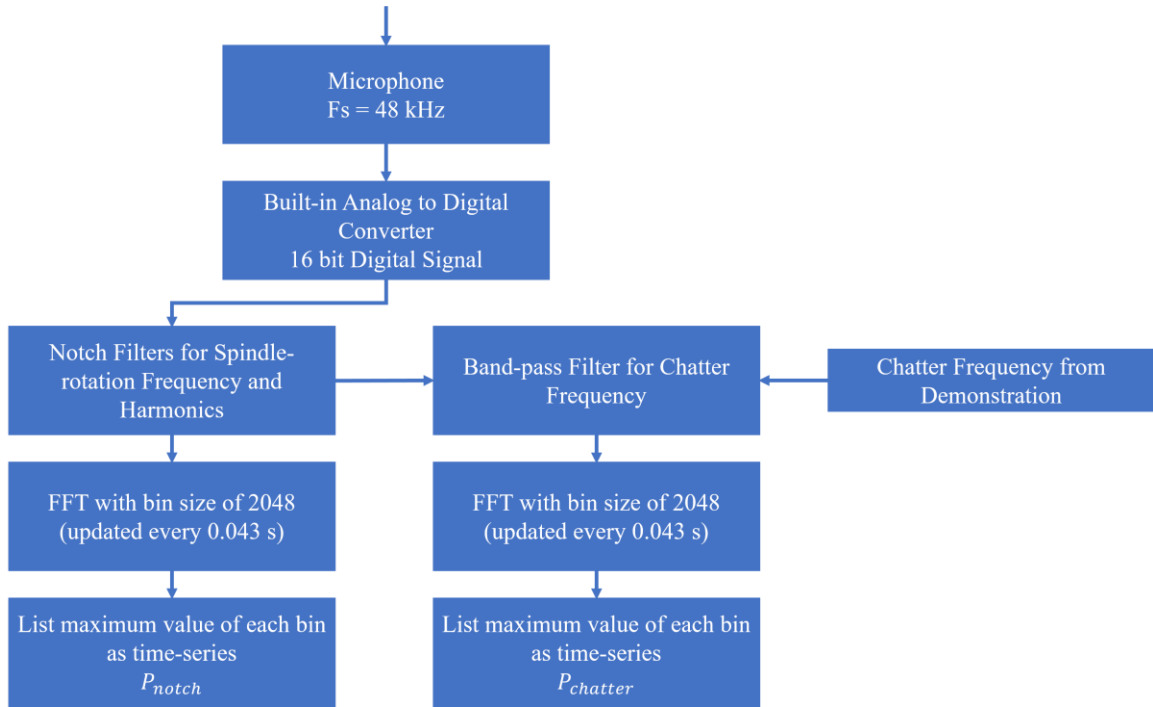 Microphone
Fs = 48 kHz
Built-in Analog to Digital
Converter
16 bit Digital Signal
Notch Filters for Spindle-
rotation Frequency and
Harmonics
Band-pass Filter for Chatter
Frequency
Chatter Frequency from
Demonstration
FFT with bin size of 2048
(updated every 0.043 s)
FFT with bin size of 2048
(updated every 0.043 s)
List maximum value of each bin
as time-series
P_notch
List maximum value of each bin
as time-series
P_chatter